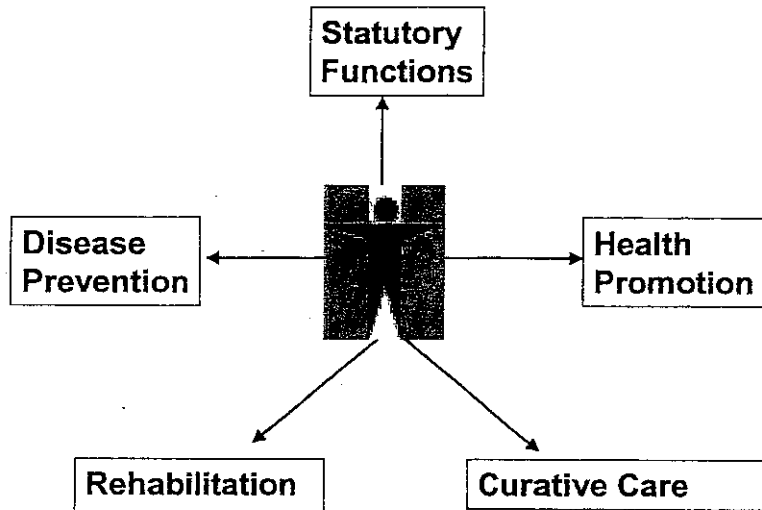 Statutory
Functions
Disease
Prevention
Health
Promotion
Rehabilitation
Curative Care